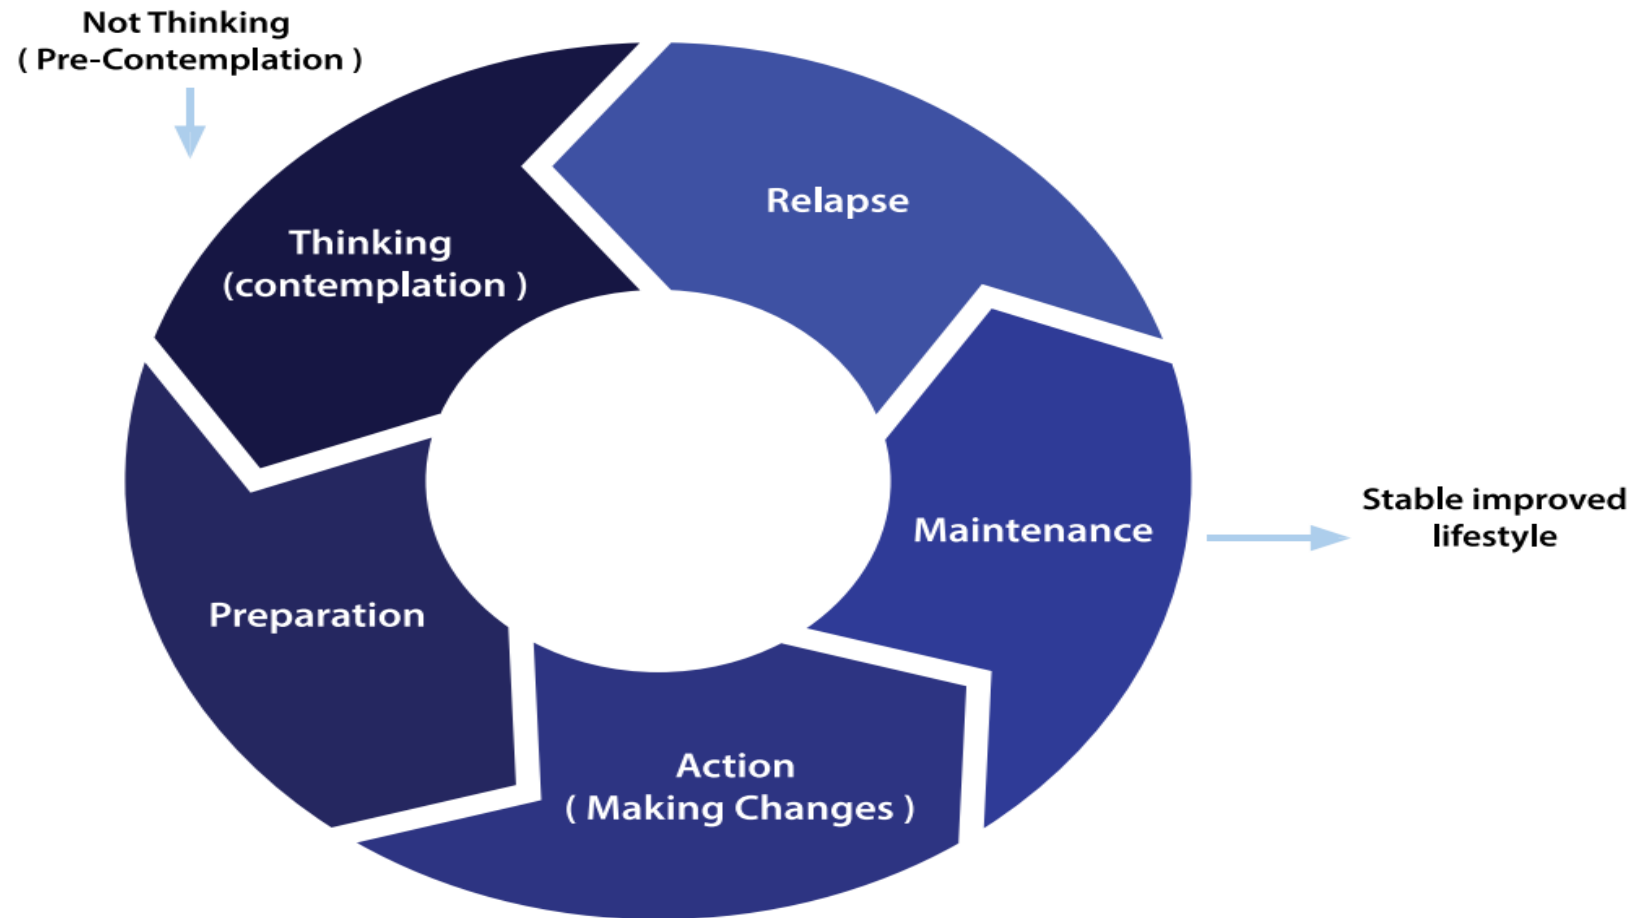 Not Thinking
( Pre-Contemplation )
Relapse
Thinking
(contemplation )
Stable improved
lifestyle
Maintenance
Preparation
Action
( Making Changes )